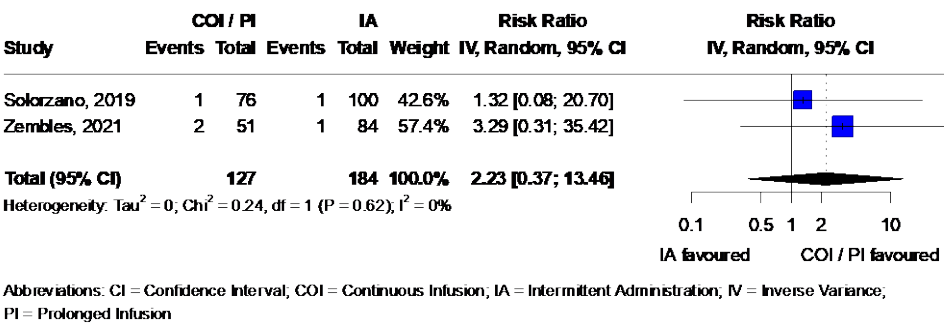 COI / PI IA Risk Ratio Risk Ratio
Study Events Total Events Total Weight IV, Random, 95% CI IV, Random, 95% CI
Solorzano, 2019 1 76 1 100 42.6% 1.32 [0.08; 20.70]
Zembles, 2021 2 51 1 84 57.4% 3.29 [0.31; 35.42]
Total (95% CI) 127 184 100.0% 2.23 [0.37; 13.46]
Heterogeneity: Tau² = 0; Chi² = 0.24, df = 1 (P = 0.62); I² = 0%
0.1 0.5 1 2 10
IA favoured COI / PI favoured
Abbreviations: CI = Confidence Interval; COI = Continuous Infusion; IA = Intermittent Administration; IV = Inverse Variance;
PI = Prolonged Infusion